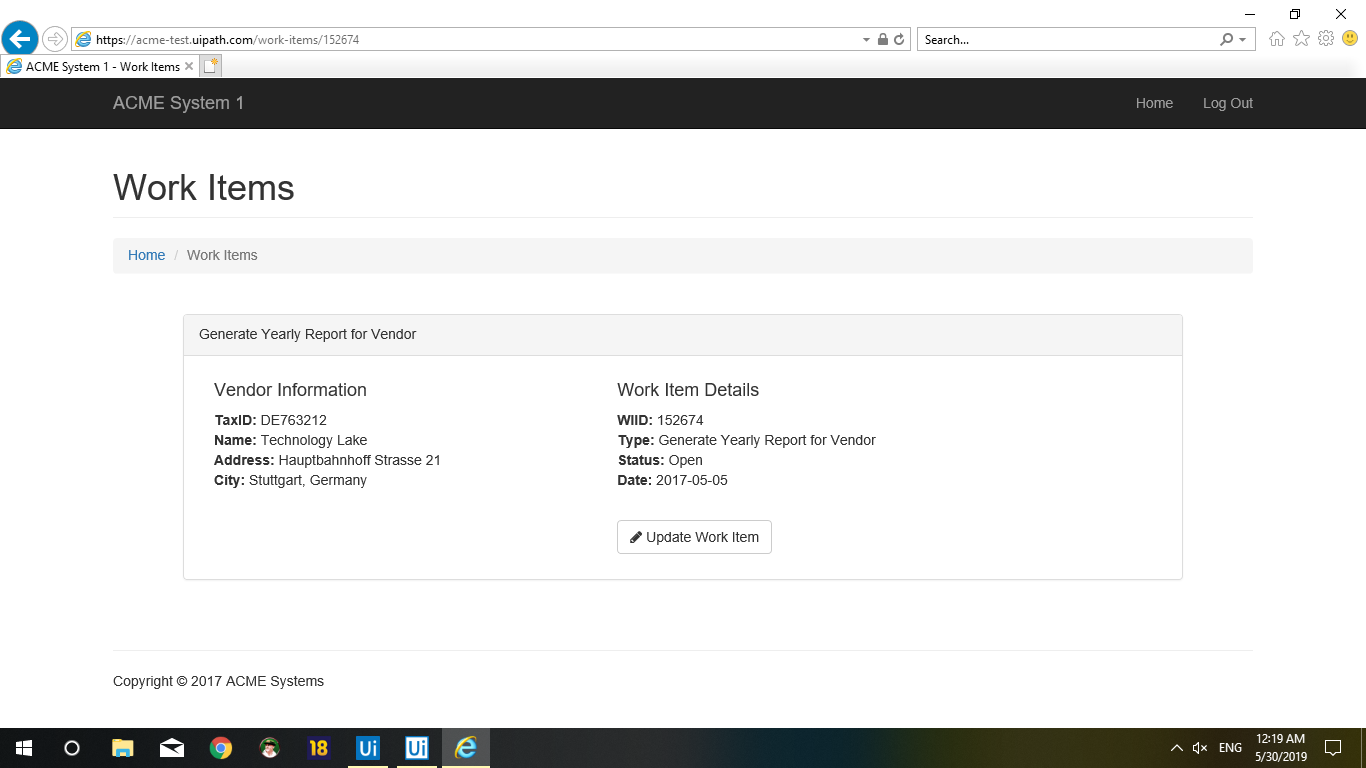 https://acme-test.uipath.com/work-items/152674
Search...
ACME System 1 - Work Items
ACME System 1
Home
Log Out
Work Items
Home / Work Items
Generate Yearly Report for Vendor
Vendor Information
TaxID: DE763212
Name: Technology Lake
Address: Hauptbahnhoff Strasse 21
City: Stuttgart, Germany
Work Item Details
WIID: 152674
Type: Generate Yearly Report for Vendor
Status: Open
Date: 2017-05-05
Update Work Item
Copyright © 2017 ACME Systems
18
Ui
Ui
ENG
12:19 AM
5/30/2019